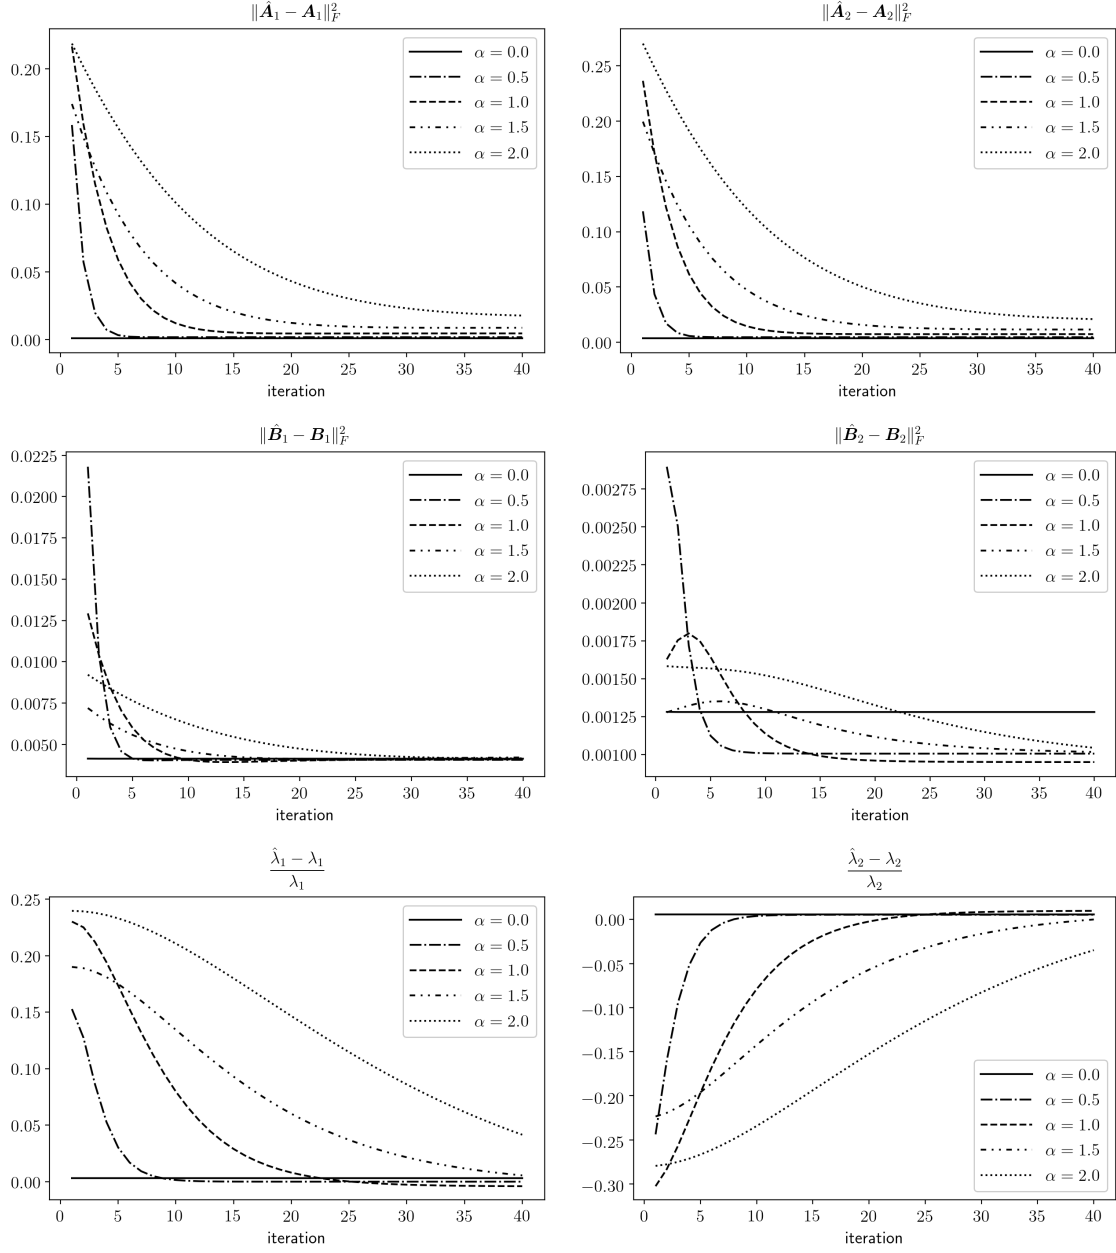 ‖Â₁ − A₁‖²_F
0.20
0.15
0.10
0.05
0.00
α = 0.0
α = 0.5
α = 1.0
α = 1.5
α = 2.0
0 5 10 15 20 25 30 35 40
iteration
‖Â₂ − A₂‖²_F
0.25
0.20
0.15
0.10
0.05
0.00
α = 0.0
α = 0.5
α = 1.0
α = 1.5
α = 2.0
0 5 10 15 20 25 30 35 40
iteration
‖B̂₁ − B₁‖²_F
0.0225
0.0200
0.0175
0.0150
0.0125
0.0100
0.0075
0.0050
α = 0.0
α = 0.5
α = 1.0
α = 1.5
α = 2.0
0 5 10 15 20 25 30 35 40
iteration
‖B̂₂ − B₂‖²_F
0.00275
0.00250
0.00225
0.00200
0.00175
0.00150
0.00125
0.00100
α = 0.0
α = 0.5
α = 1.0
α = 1.5
α = 2.0
0 5 10 15 20 25 30 35 40
iteration
λ̂₁ − λ₁
λ₁
0.25
0.20
0.15
0.10
0.05
0.00
α = 0.0
α = 0.5
α = 1.0
α = 1.5
α = 2.0
0 5 10 15 20 25 30 35 40
iteration
λ̂₂ − λ₂
λ₂
0.00
−0.05
−0.10
−0.15
−0.20
−0.25
−0.30
α = 0.0
α = 0.5
α = 1.0
α = 1.5
α = 2.0
0 5 10 15 20 25 30 35 40
iteration